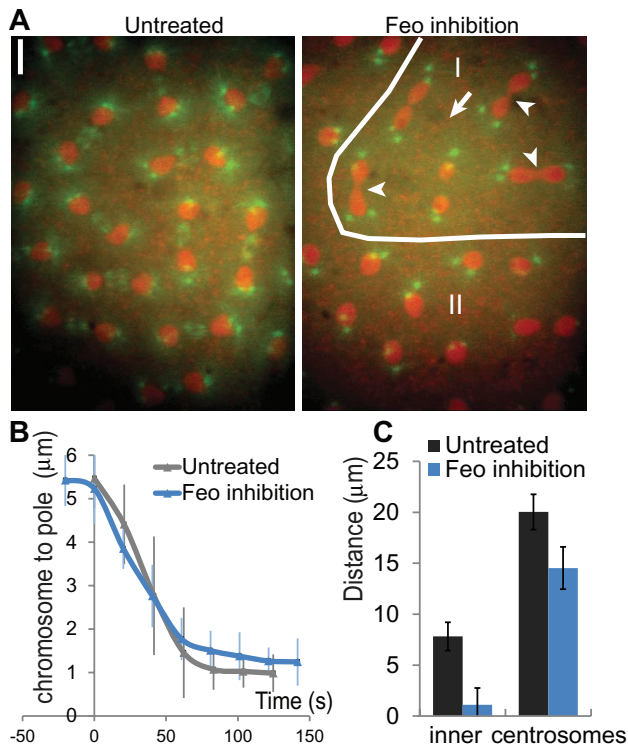 A
Untreated
Feo inhibition
I
II
B
chromosome to pole (μm)
6
5
4
3
2
1
0
Untreated
Feo inhibition
Time (s)
-50
0
50
100
150
C
Untreated
Feo inhibition
Distance (μm)
25
20
15
10
5
0
inner
centrosomes